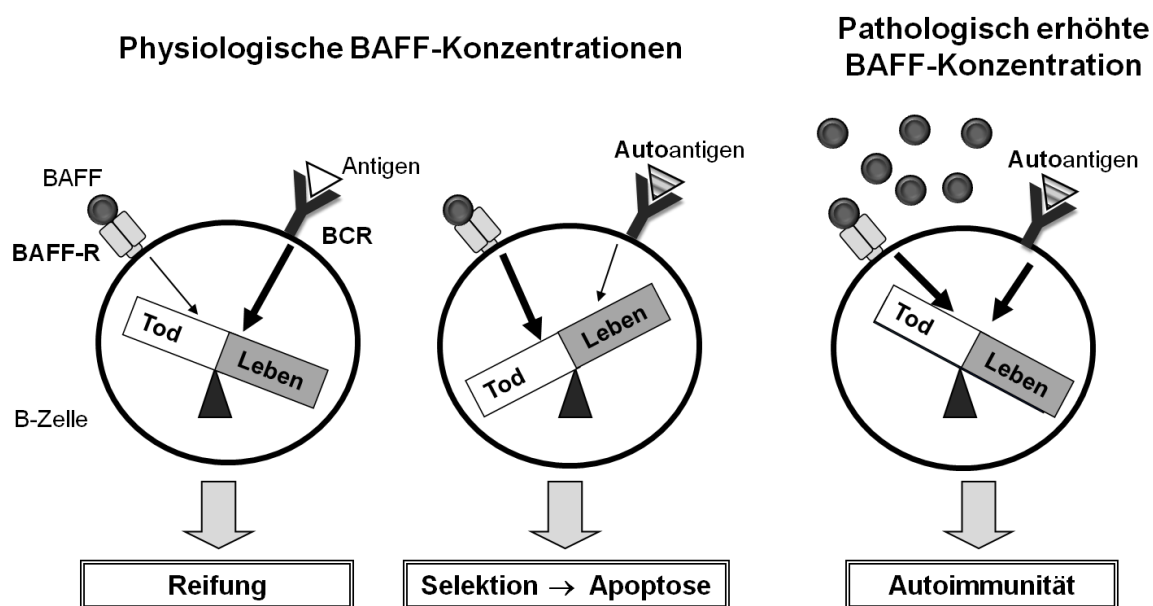 Physiologische BAFF-Konzentrationen
Pathologisch erhöhte
BAFF-Konzentration
BAFF
Antigen
BAFF-R
BCR
Tod
Leben
B-Zelle
Autoantigen
Tod
Leben
Autoantigen
Tod
Leben
Reifung
Selektion → Apoptose
Autoimmunität